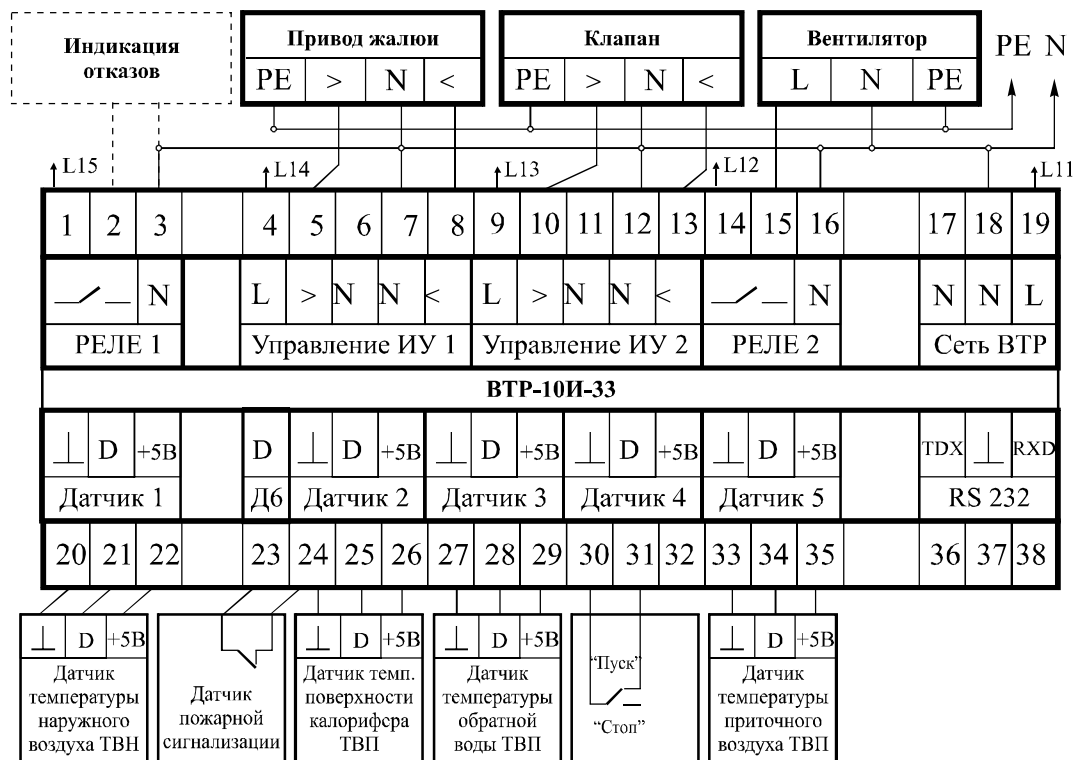 Индикация
отказов
Привод жалюи
PE > N <
Клапан
PE > N <
Вентилятор
L N PE
PE N
L15
L14
L13
L12
L11
1 2 3 4 5 6 7 8 9 10 11 12 13 14 15 16 17 18 19
N L > N N < L > N N < N N N L
РЕЛЕ 1 Управление ИУ 1 Управление ИУ 2 РЕЛЕ 2 Сеть ВТР
ВТР-10И-33
⊥ D +5В D ⊥ D +5В ⊥ D +5В ⊥ D +5В ⊥ D +5В TDX ⊥ RXD
Датчик 1 Д6 Датчик 2 Датчик 3 Датчик 4 Датчик 5 RS 232
20 21 22 23 24 25 26 27 28 29 30 31 32 33 34 35 36 37 38
⊥ D +5В
Датчик
температуры
наружного
воздуха ТВН
Датчик
пожарной
сигнализации
⊥ D +5В
Датчик темп.
поверхности
калорифера
ТВП
⊥ D +5В
Датчик
температуры
обратной
воды ТВП
“Пуск”
“Стоп”
⊥ D +5В
Датчик
температуры
приточного
воздуха ТВП